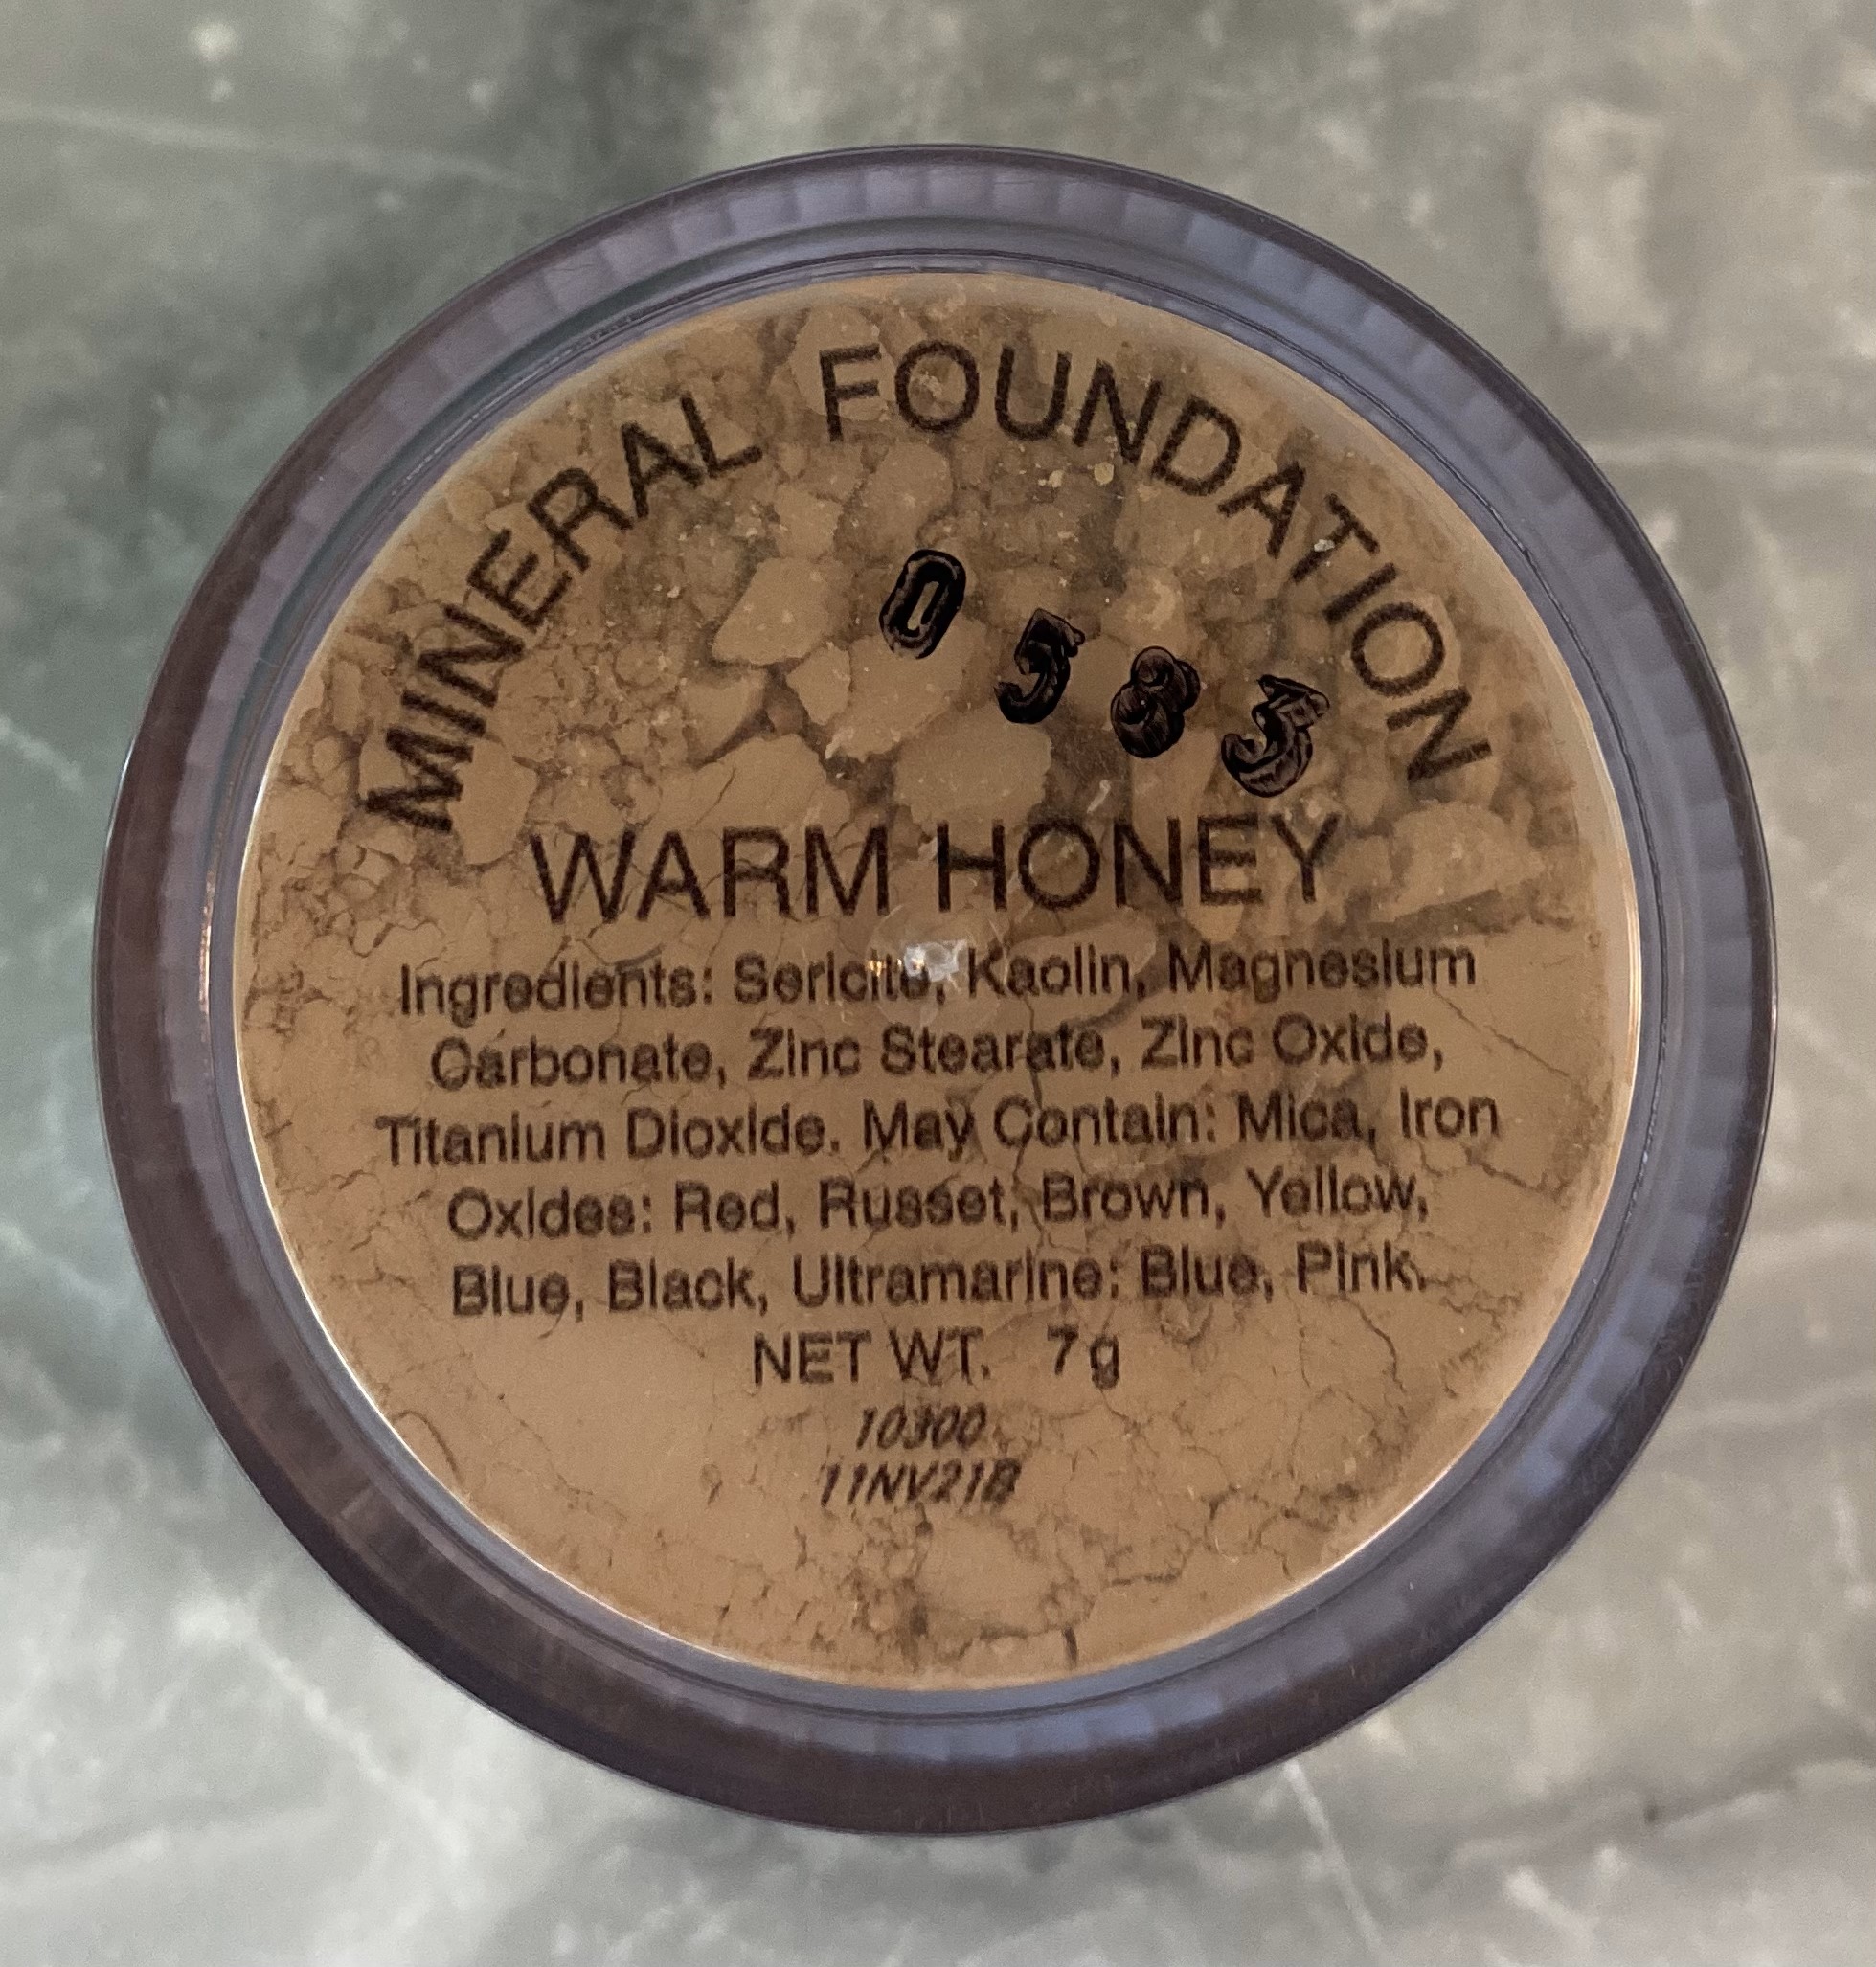 MINERAL FOUNDATION
0583
WARM HONEY
Ingredients: Sericite, Kaolin, Magnesium
Carbonate, Zinc Stearate, Zinc Oxide,
Titanium Dioxide. May Contain: Mica, Iron
Oxides: Red, Russet, Brown, Yellow,
Blue, Black, Ultramarine: Blue, Pink.
NET WT. 7 g
10300
11NV21B